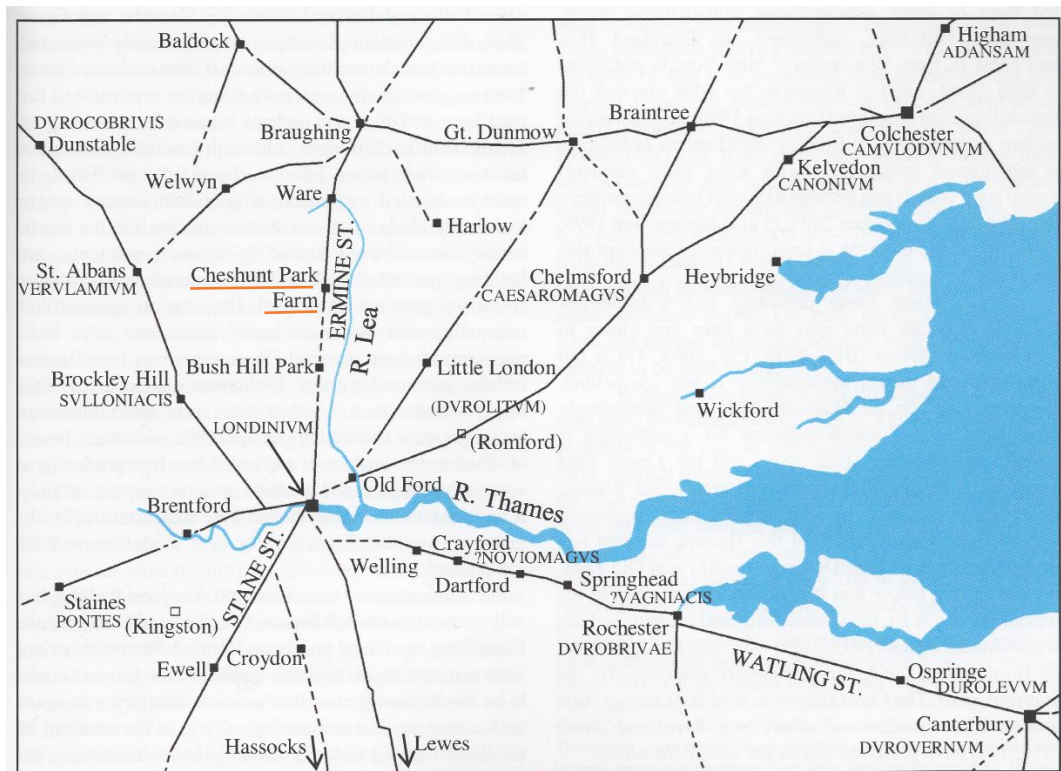 Baldock
Higham
ADANSAM
DVROCOBRIVIS
Dunstable
Braughing
Gt. Dunmow
Braintree
Colchester
CAMVLODVNVM
Kelvedon
CANONIVM
Welwyn
Ware
Harlow
St. Albans
VERVLAMIVM
Cheshunt Park
Farm
ERMINE ST.
R. Lea
Chelmsford
CAESAROMAGVS
Heybridge
Brockley Hill
SVLLONIACIS
Bush Hill Park
Little London
(DVROLITVM)
(Romford)
Wickford
LONDINIVM
Old Ford
R. Thames
Brentford
STANE ST.
Welling
Crayford
?NOVIOMAGVS
Dartford
Springhead
?VAGNIACIS
Staines
PONTES
(Kingston)
Ewell
Croydon
Rochester
DVROBRIVAE
WATLING ST.
Ospringe
DUROLEVVM
Canterbury
DVROVERNVM
Hassocks
Lewes